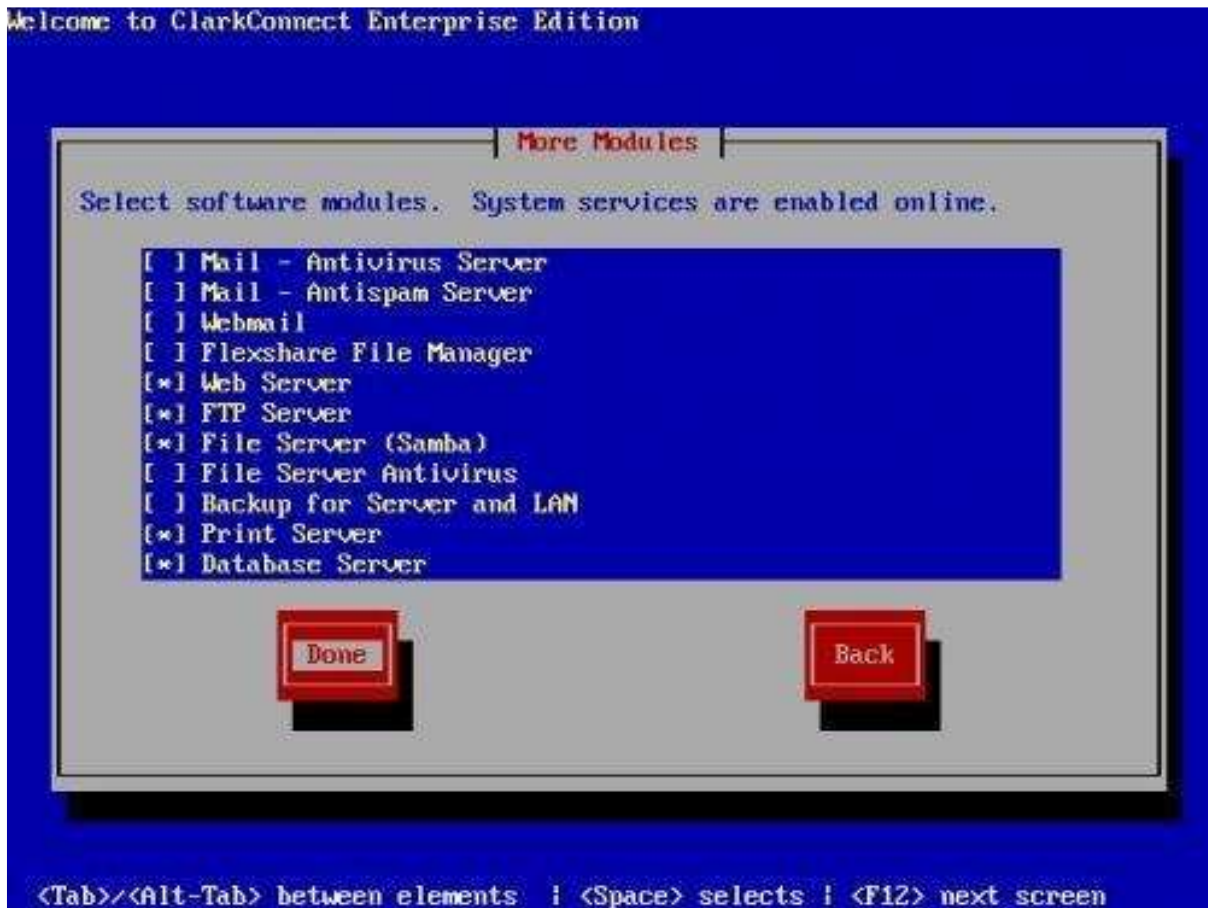 Welcome to ClarkConnect Enterprise Edition
More Modules
Select software modules.  System services are enabled online.
[ ] Mail - Antivirus Server
[ ] Mail - Antispam Server
[ ] Webmail
[ ] Flexshare File Manager
[*] Web Server
[*] FTP Server
[*] File Server (Samba)
[ ] File Server Antivirus
[ ] Backup for Server and LAN
[*] Print Server
[*] Database Server
Done Back
<Tab>/<Alt-Tab> between elements  | <Space> selects | <F12> next screen